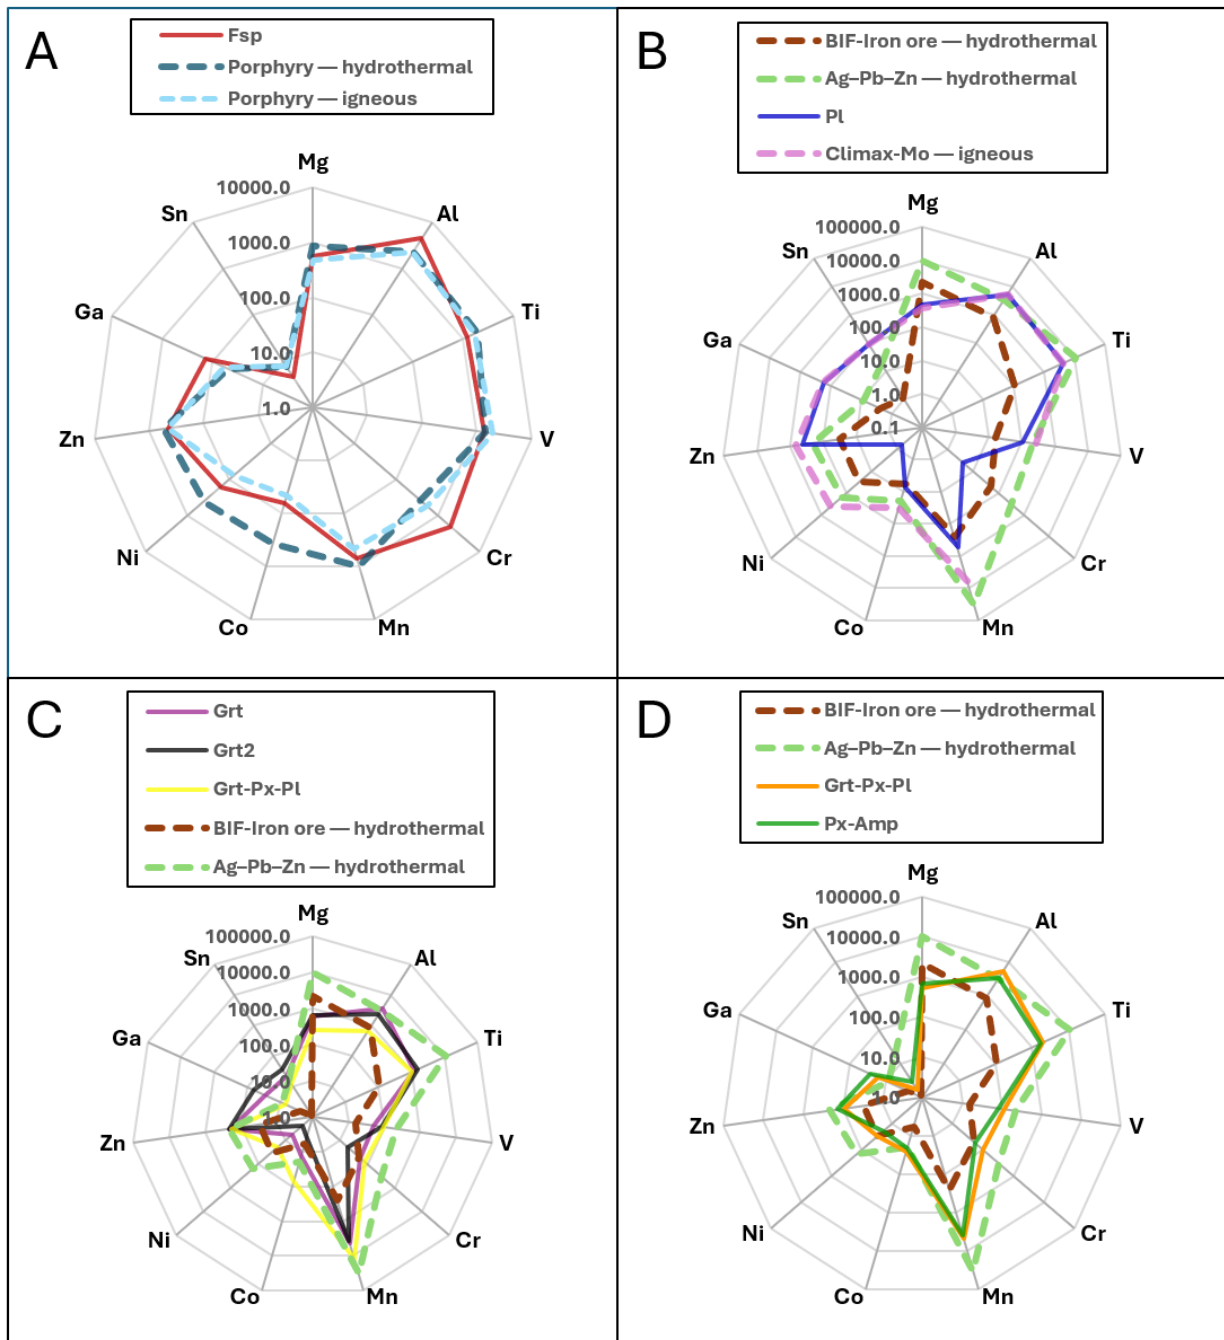 A
Fsp
Porphyry — hydrothermal
Porphyry — igneous
Mg
10000.0
Sn
Al
1000.0
Ga
100.0
Ti
10.0
1.0
Zn
V
Ni
Cr
Co
Mn
B
BIF-Iron ore — hydrothermal
Ag–Pb–Zn — hydrothermal
Pl
Climax-Mo — igneous
Mg
100000.0
Sn
Al
10000.0
1000.0
Ga
100.0
Ti
10.0
1.0
0.1
Zn
V
Ni
Cr
Co
Mn
C
Grt
Grt2
Grt-Px-Pl
BIF-Iron ore — hydrothermal
Ag–Pb–Zn — hydrothermal
Mg
100000.0
Sn
Al
10000.0
1000.0
Ga
Ti
100.0
10.0
1.0
Zn
V
Ni
Cr
Co
Mn
D
BIF-Iron ore — hydrothermal
Ag–Pb–Zn — hydrothermal
Grt-Px-Pl
Px-Amp
Mg
100000.0
Sn
Al
10000.0
1000.0
Ga
Ti
100.0
10.0
1.0
Zn
V
Ni
Cr
Co
Mn